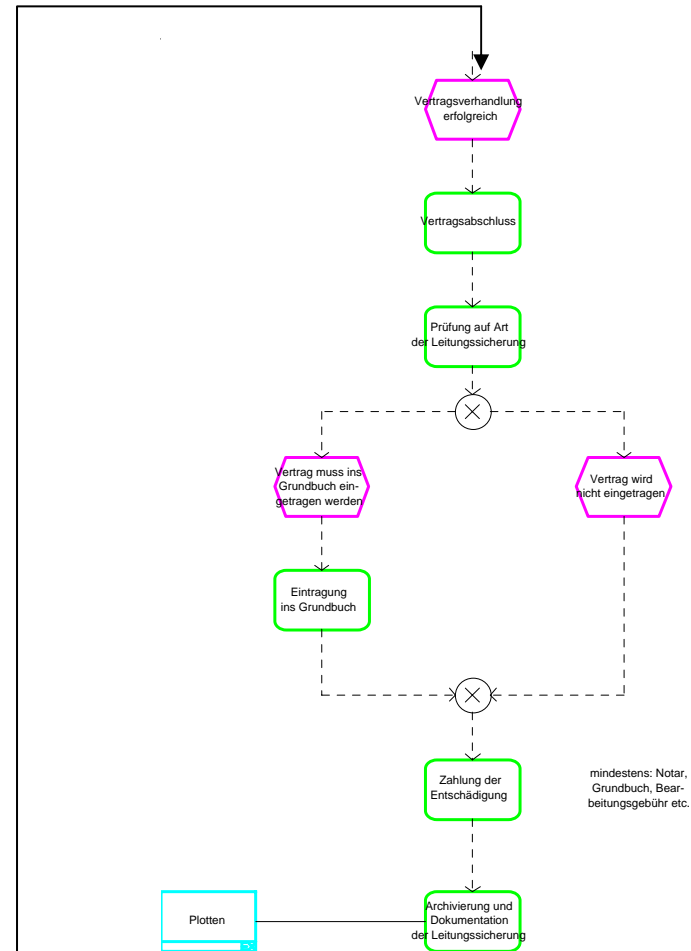 Vertragsverhandlung
erfolgreich
Vertragsabschluss
Prüfung auf Art
der Leitungssicherung
Vertrag muss ins
Grundbuch ein-
getragen werden
Vertrag wird
nicht eingetragen
Eintragung
ins Grundbuch
Zahlung der
Entschädigung
mindestens: Notar,
Grundbuch, Bear-
beitungsgebühr etc.
Plotten
Archivierung und
Dokumentation
der Leitungssicherung